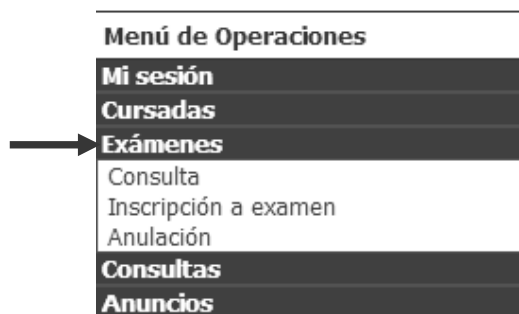 Menú de Operaciones
Mi sesión
Cursadas
Exámenes
Consulta
Inscripción a examen
Anulación
Consultas
Anuncios